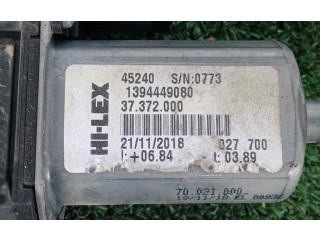 HI-LEX
45240 S/N:0773
1394449080
37.372.000
21/11/2018 027 700
I:+06.84 L:03.89
70.021.000